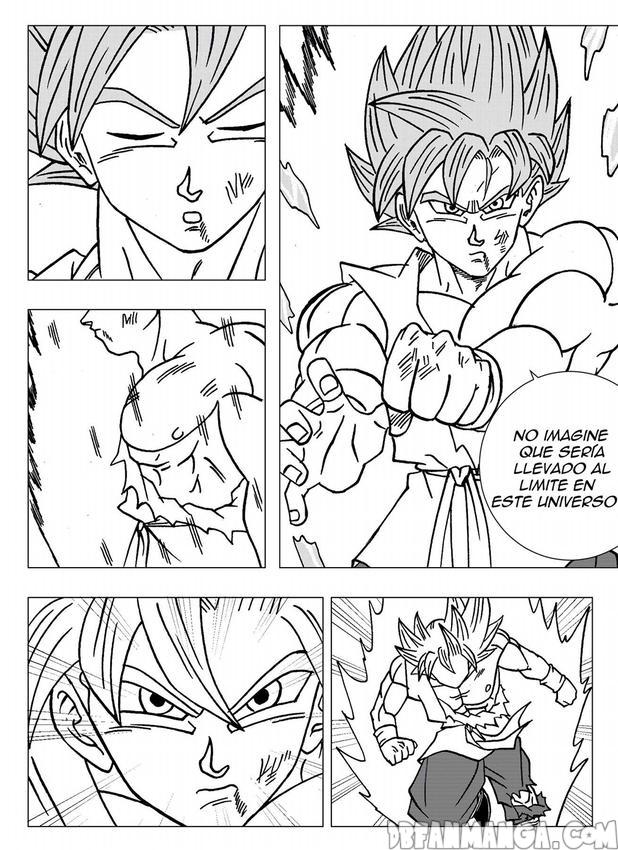 NO IMAGINE
QUE SERÍA
LLEVADO AL
LIMITE EN
ESTE UNIVERSO
DBFANMANGA.COM